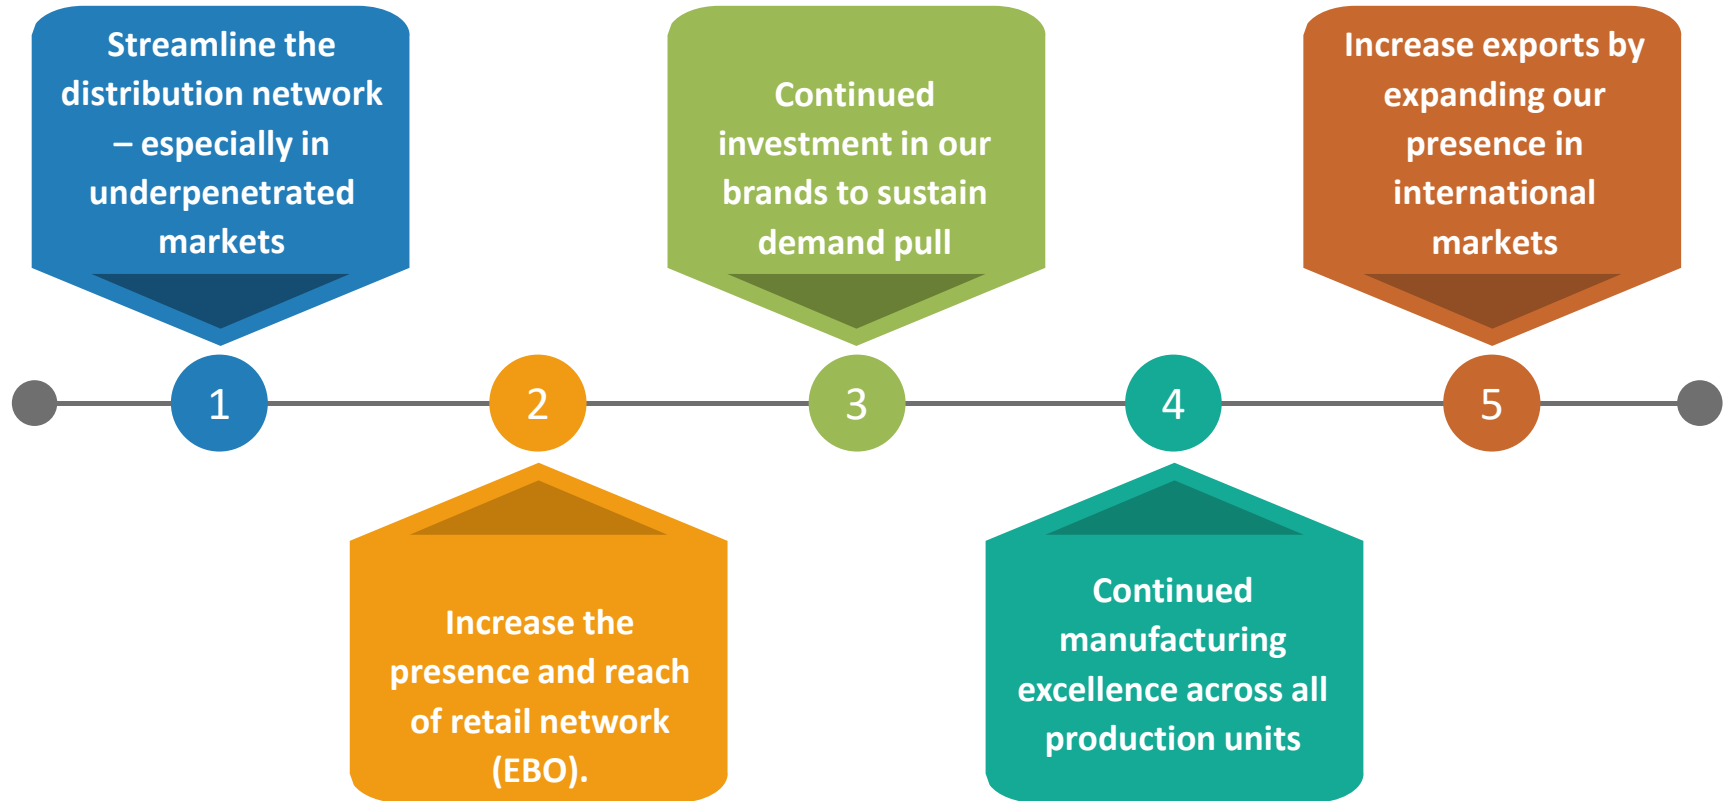 Streamline the
distribution network
– especially in
underpenetrated
markets
Continued
investment in our
brands to sustain
demand pull
Increase exports by
expanding our
presence in
international
markets
1
2
3
4
5
Increase the
presence and reach
of retail network
(EBO).
Continued
manufacturing
excellence across all
production units